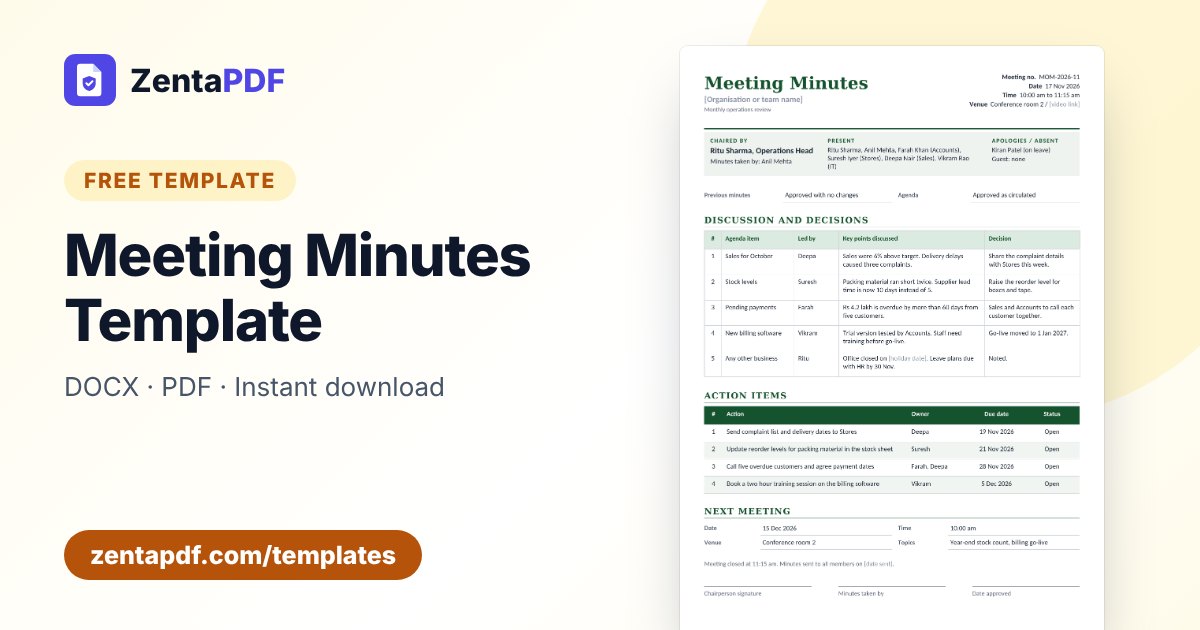 ZentaPDF
FREE TEMPLATE
Meeting Minutes
Template
DOCX · PDF · Instant download
zentapdf.com/templates
Meeting Minutes
[Organisation or team name]
Monthly operations review
Meeting no. MOM-2026-11
Date 17 Nov 2026
Time 10:00 am to 11:15 am
Venue Conference room 2 / [video link]
CHAIRED BY
Ritu Sharma, Operations Head
Minutes taken by: Anil Mehta
PRESENT
Ritu Sharma, Anil Mehta, Farah Khan (Accounts),
Suresh Iyer (Stores), Deepa Nair (Sales), Vikram Rao
(IT)
APOLOGIES / ABSENT
Kiran Patel (on leave)
Guest: none
Previous minutes Approved with no changes Agenda Approved as circulated
DISCUSSION AND DECISIONS
# Agenda item Led by Key points discussed Decision
1 Sales for October Deepa Sales were 6% above target. Delivery delays caused three complaints. Share the complaint details with Stores this week.
2 Stock levels Suresh Packing material ran short twice. Supplier lead time is now 10 days instead of 5. Raise the reorder level for boxes and tape.
3 Pending payments Farah Rs 4.2 lakh is overdue by more than 60 days from five customers. Sales and Accounts to call each customer together.
4 New billing software Vikram Trial version tested by Accounts. Staff need training before go-live. Go-live moved to 1 Jan 2027.
5 Any other business Ritu Office closed on [holiday date]. Leave plans due with HR by 30 Nov. Noted.
ACTION ITEMS
# Action Owner Due date Status
1 Send complaint list and delivery dates to Stores Deepa 19 Nov 2026 Open
2 Update reorder levels for packing material in the stock sheet Suresh 21 Nov 2026 Open
3 Call five overdue customers and agree payment dates Farah, Deepa 28 Nov 2026 Open
4 Book a two hour training session on the billing software Vikram 5 Dec 2026 Open
NEXT MEETING
Date 15 Dec 2026 Time 10:00 am
Venue Conference room 2 Topics Year-end stock count, billing go-live
Meeting closed at 11:15 am. Minutes sent to all members on [date sent].
Chairperson signature Minutes taken by Date approved